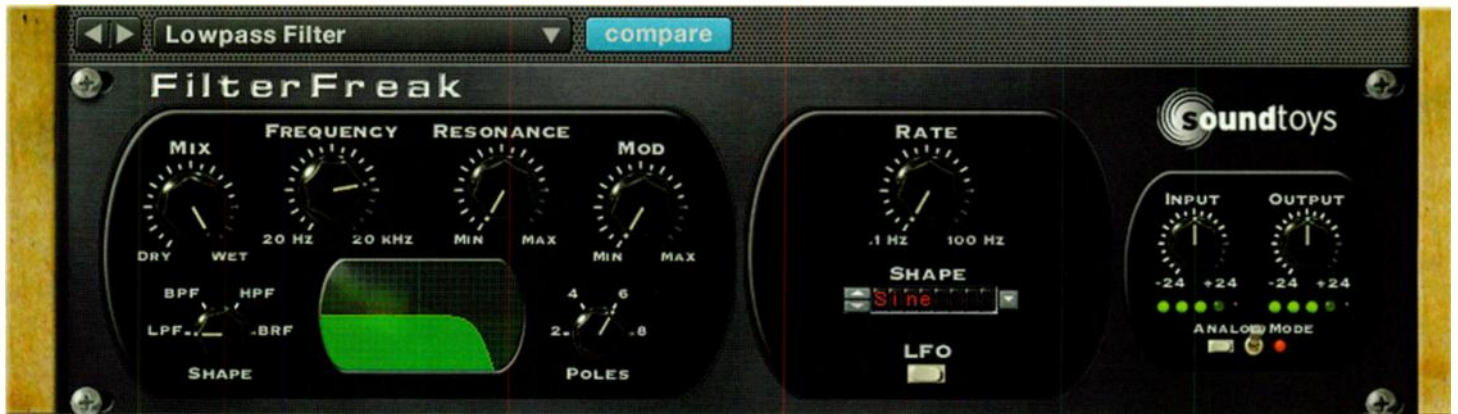 Lowpass Filter
compare
FilterFreak
soundtoys
MIX
FREQUENCY
RESONANCE
MOD
DRY
WET
20 HZ
20 KHZ
MIN
MAX
MIN
MAX
BPF
HPF
LPF
BRF
SHAPE
4
6
2
8
POLES
RATE
.1 HZ
100 HZ
SHAPE
Sine
LFO
INPUT
OUTPUT
-24
+24
-24
+24
ANALOG MODE